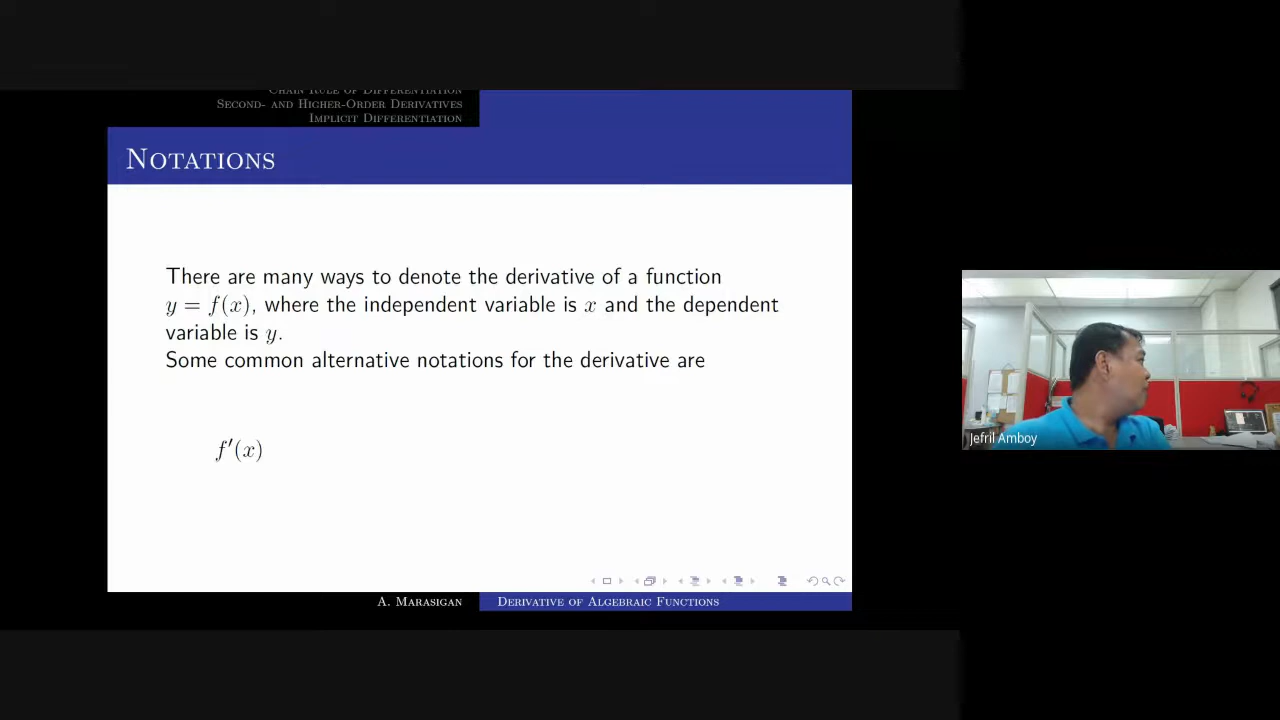 Chain Rule of Differentiation
Second- and Higher-Order Derivatives
Implicit Differentiation
Notations
There are many ways to denote the derivative of a function
y = f(x), where the independent variable is x and the dependent
variable is y.
Some common alternative notations for the derivative are
f′(x)
A. Marasigan
Derivative of Algebraic Functions
Jefril Amboy